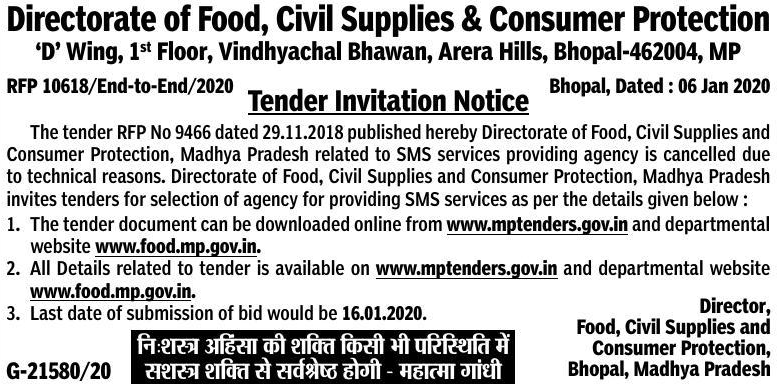 Directorate of Food, Civil Supplies & Consumer Protection
‘D’ Wing, 1st Floor, Vindhyachal Bhawan, Arera Hills, Bhopal-462004, MP
RFP 10618/End-to-End/2020
Bhopal, Dated : 06 Jan 2020
Tender Invitation Notice
The tender RFP No 9466 dated 29.11.2018 published hereby Directorate of Food, Civil Supplies and
Consumer Protection, Madhya Pradesh related to SMS services providing agency is cancelled due
to technical reasons. Directorate of Food, Civil Supplies and Consumer Protection, Madhya Pradesh
invites tenders for selection of agency for providing SMS services as per the details given below :
1. The tender document can be downloaded online from www.mptenders.gov.in and departmental
website www.food.mp.gov.in.
2. All Details related to tender is available on www.mptenders.gov.in and departmental website
www.food.mp.gov.in.
3. Last date of submission of bid would be 16.01.2020.
Director,
Food, Civil Supplies and
Consumer Protection,
Bhopal, Madhya Pradesh
G-21580/20
निःशस्त्र अहिंसा की शक्ति किसी भी परिस्थिति में
सशस्त्र शक्ति से सर्वश्रेष्ठ होगी - महात्मा गांधी